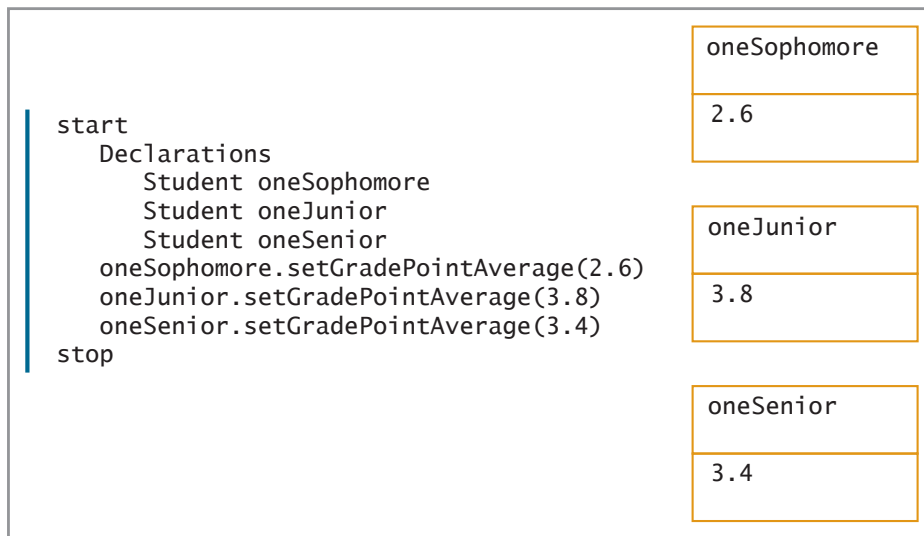 start
Declarations
Student oneSophomore
Student oneJunior
Student oneSenior
oneSophomore.setGradePointAverage(2.6)
oneJunior.setGradePointAverage(3.8)
oneSenior.setGradePointAverage(3.4)
stop
oneSophomore
2.6
oneJunior
3.8
oneSenior
3.4